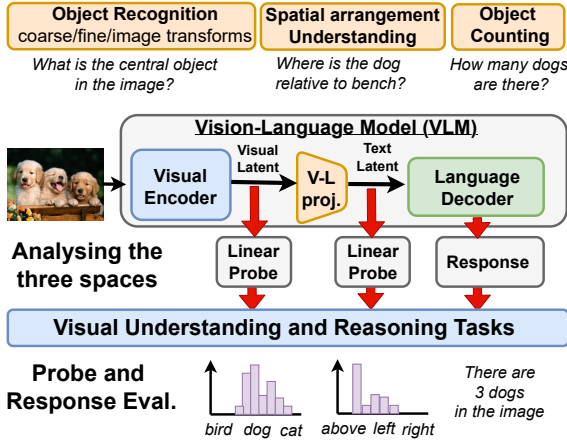 Object Recognition
coarse/fine/image transforms
Spatial arrangement
Understanding
Object
Counting
What is the central object
in the image?
Where is the dog
relative to bench?
How many dogs
are there?
Vision-Language Model (VLM)
Visual
Encoder
Visual
Latent
V-L
proj.
Text
Latent
Language
Decoder
Analysing the
three spaces
Linear
Probe
Linear
Probe
Response
Visual Understanding and Reasoning Tasks
Probe and
Response Eval.
bird dog cat
above left right
There are
3 dogs
in the image